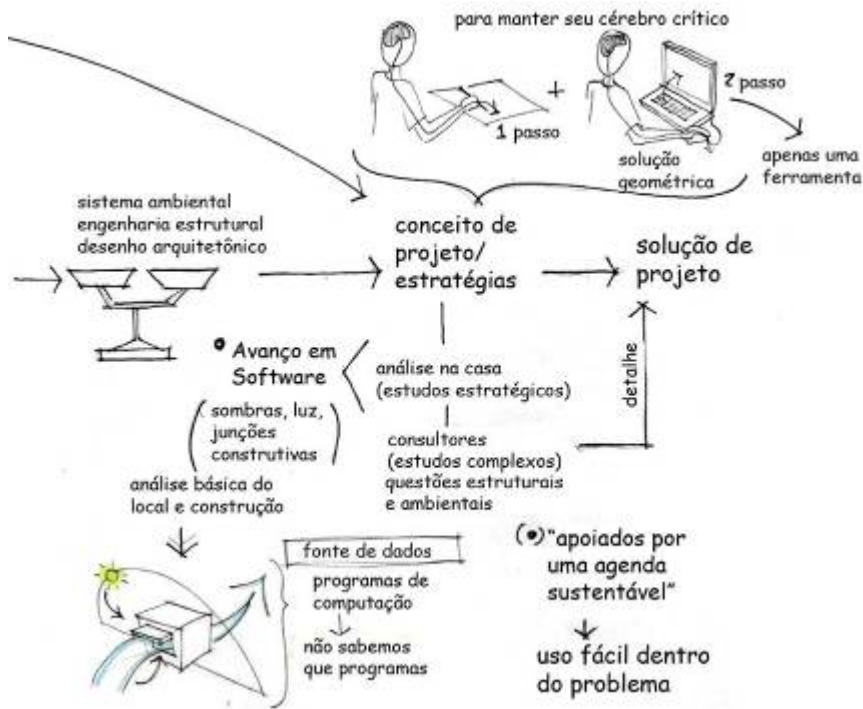 para manter seu cérebro crítico
+
1 passo
2 passo
solução
geométrica
apenas uma
ferramenta
sistema ambiental
engenharia estrutural
desenho arquitetônico
conceito de
projeto/
estratégias
solução de
projeto
• Avanço em
Software
(sombras, luz,
junções
construtivas)
análise na casa
(estudos estratégicos)
consultores
(estudos complexos)
questões estruturais
e ambientais
detalhe
análise básica do
local e construção
fonte de dados
programas de
computação
não sabemos
que programas
(•) "apoiados por
uma agenda
sustentável"
uso fácil dentro
do problema